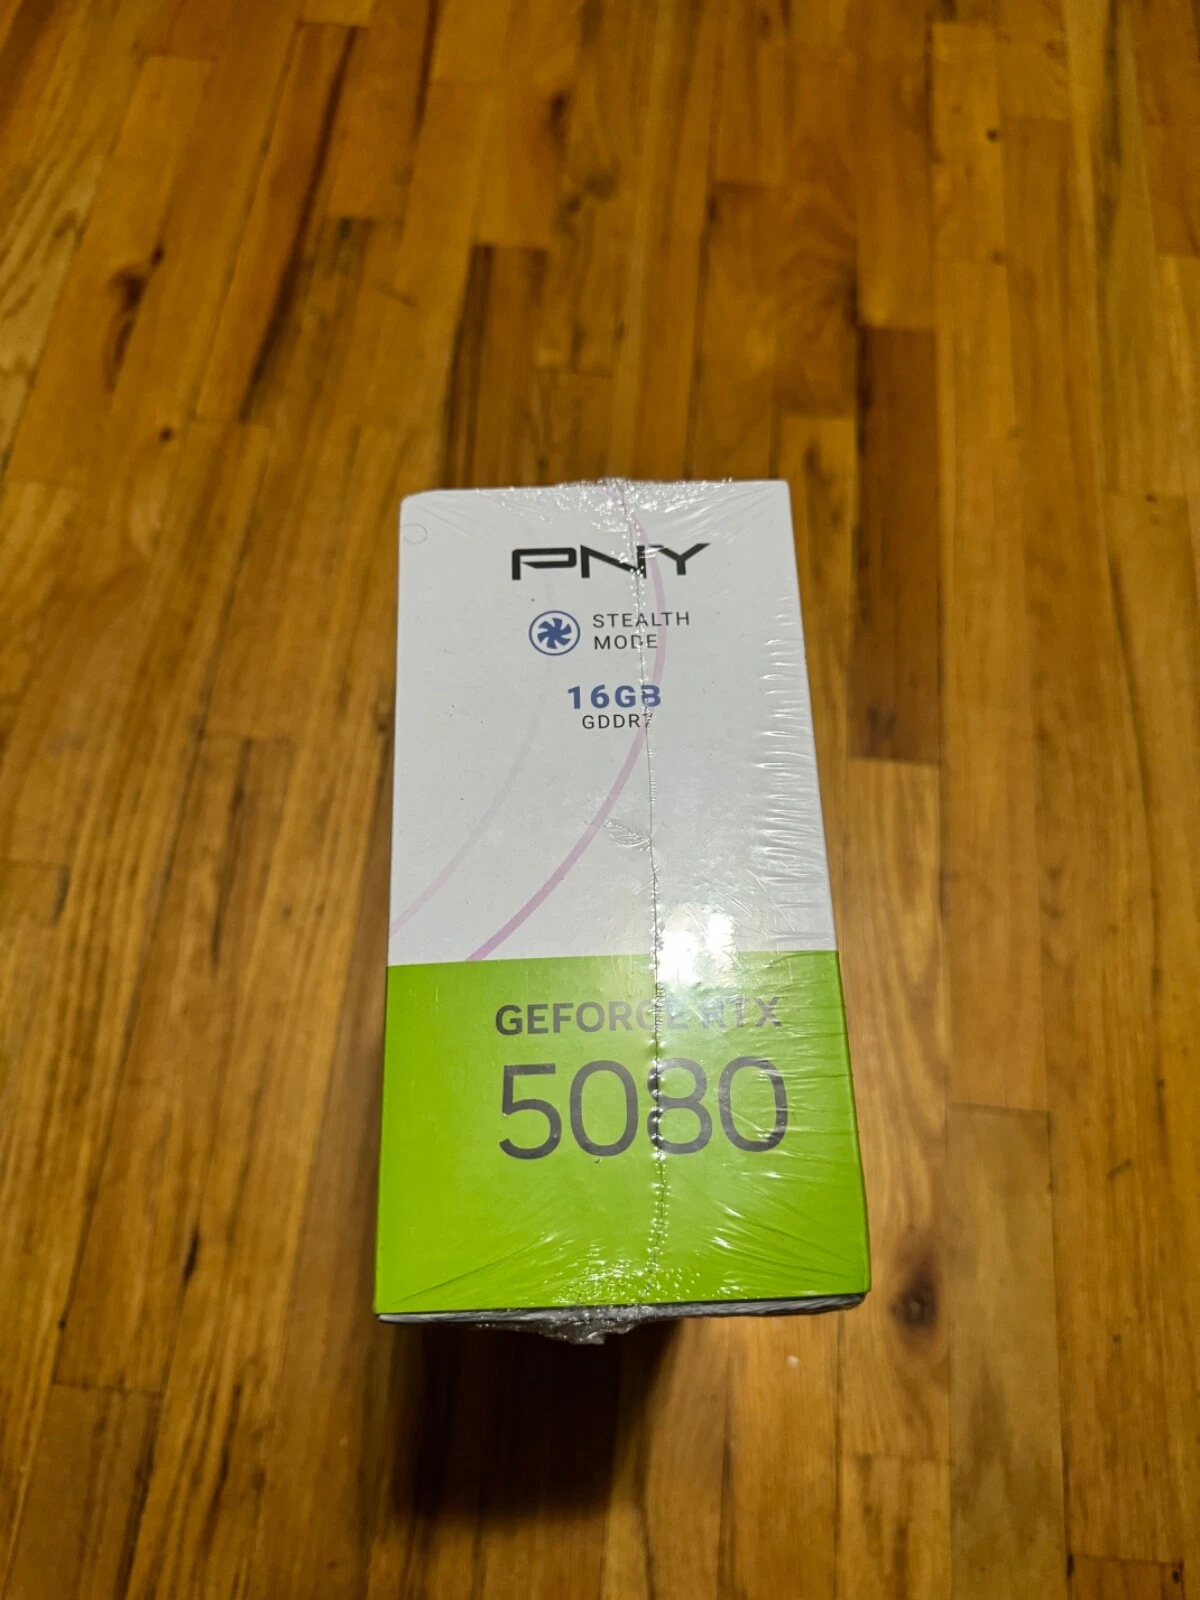 PNY
STEALTH
MODE
16GB
GDDR7
GEFORCE RTX
5080